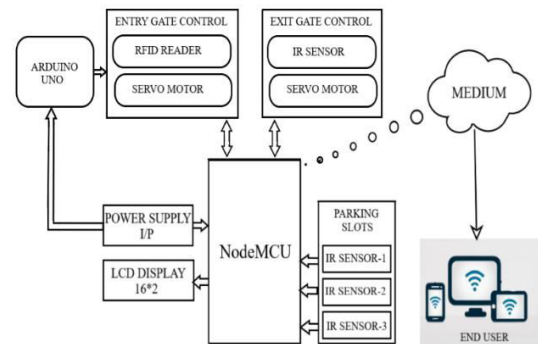 ENTRY GATE CONTROL
RFID READER
SERVO MOTOR
EXIT GATE CONTROL
IR SENSOR
SERVO MOTOR
ARDUINO
UNO
MEDIUM
POWER SUPPLY
I/P
LCD DISPLAY
16*2
NodeMCU
PARKING
SLOTS
IR SENSOR-1
IR SENSOR-2
IR SENSOR-3
END USER